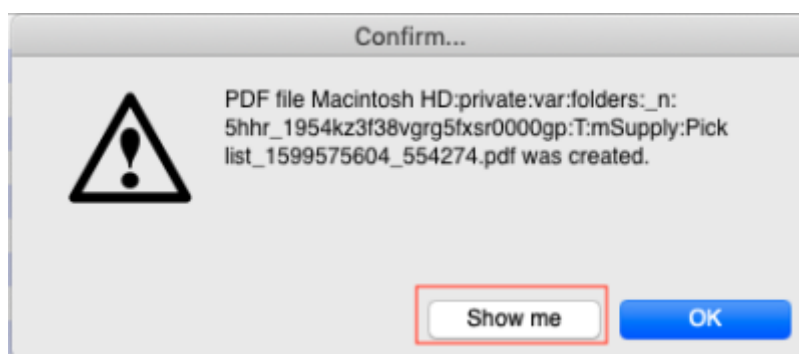 Confirm...
PDF file Macintosh HD:private:var:folders:_n:
5hhr_1954kz3f38vgrg5fxsr0000gp:T:mSupply:Pick
list_1599575604_554274.pdf was created.
Show me
OK